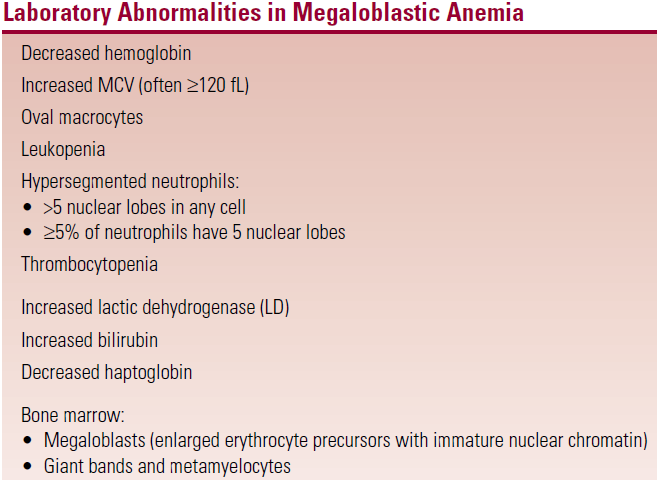 Laboratory Abnormalities in Megaloblastic Anemia
Decreased hemoglobin
Increased MCV (often ≥120 fL)
Oval macrocytes
Leukopenia
Hypersegmented neutrophils:
• >5 nuclear lobes in any cell
• ≥5% of neutrophils have 5 nuclear lobes
Thrombocytopenia
Increased lactic dehydrogenase (LD)
Increased bilirubin
Decreased haptoglobin
Bone marrow:
• Megaloblasts (enlarged erythrocyte precursors with immature nuclear chromatin)
• Giant bands and metamyelocytes